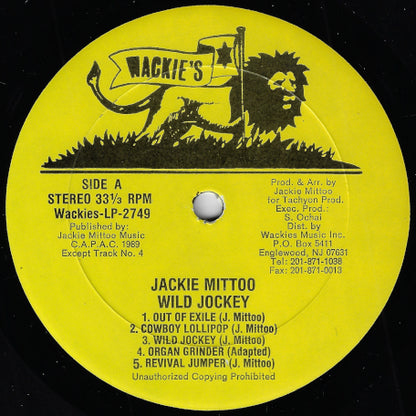 WACKIE'S
SIDE A
STEREO 33⅓ RPM
Wackies-LP-2749
Published by:
Jackie Mittoo Music
C.A.P.A.C. 1989
Except Track No. 4
Prod. & Arr. by
Jackie Mittoo
for Tachyon Prod.
Exec. Prod.:
S. Ochai
Dist. by
Wackies Music Inc.
P.O. Box 5411
Englewood, NJ 07631
Tel: 201-871-1038
Fax: 201-871-0013
JACKIE MITTOO
WILD JOCKEY
1. OUT OF EXILE (J. Mittoo)
2. COWBOY LOLLIPOP (J. Mittoo)
3. WILD JOCKEY (J. Mittoo)
4. ORGAN GRINDER (Adapted)
5. REVIVAL JUMPER (J. Mittoo)
Unauthorized Copying Prohibited